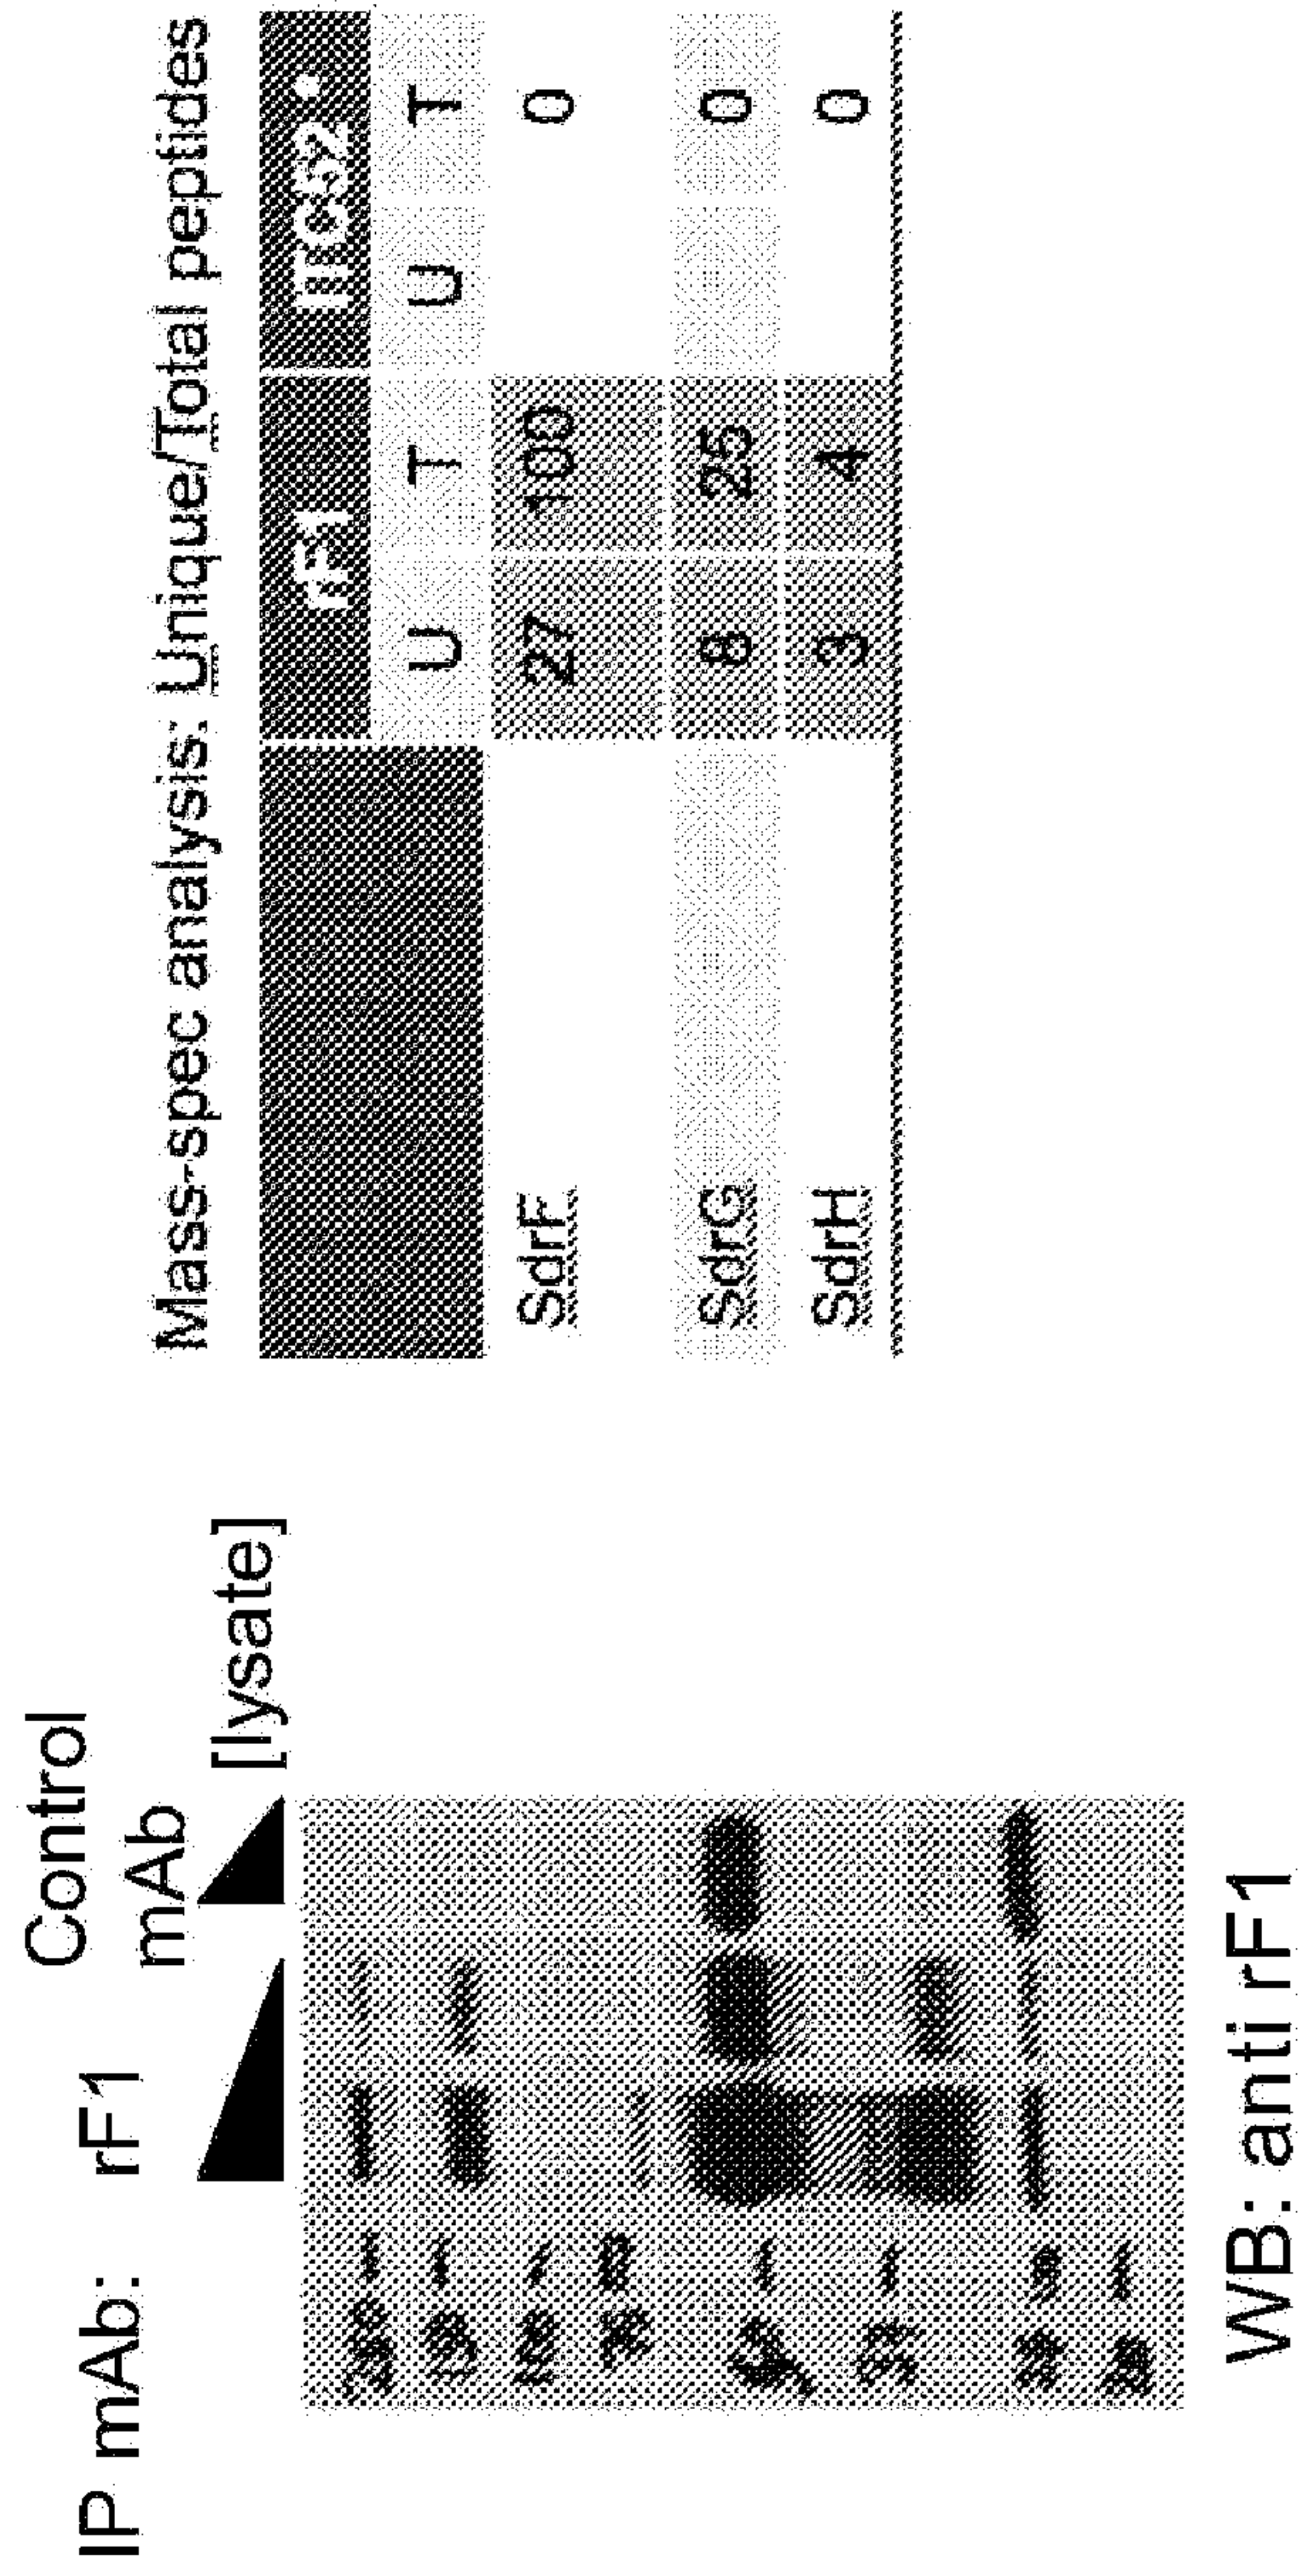 IP mAb: rF1
Control
mAb
[lysate]
WB: anti rF1
Mass-spec analysis: Unique/Total peptides
rF1
U T U T
SdrF 27 100 0
SdrG 8 25 0
SdrH 3 4 0